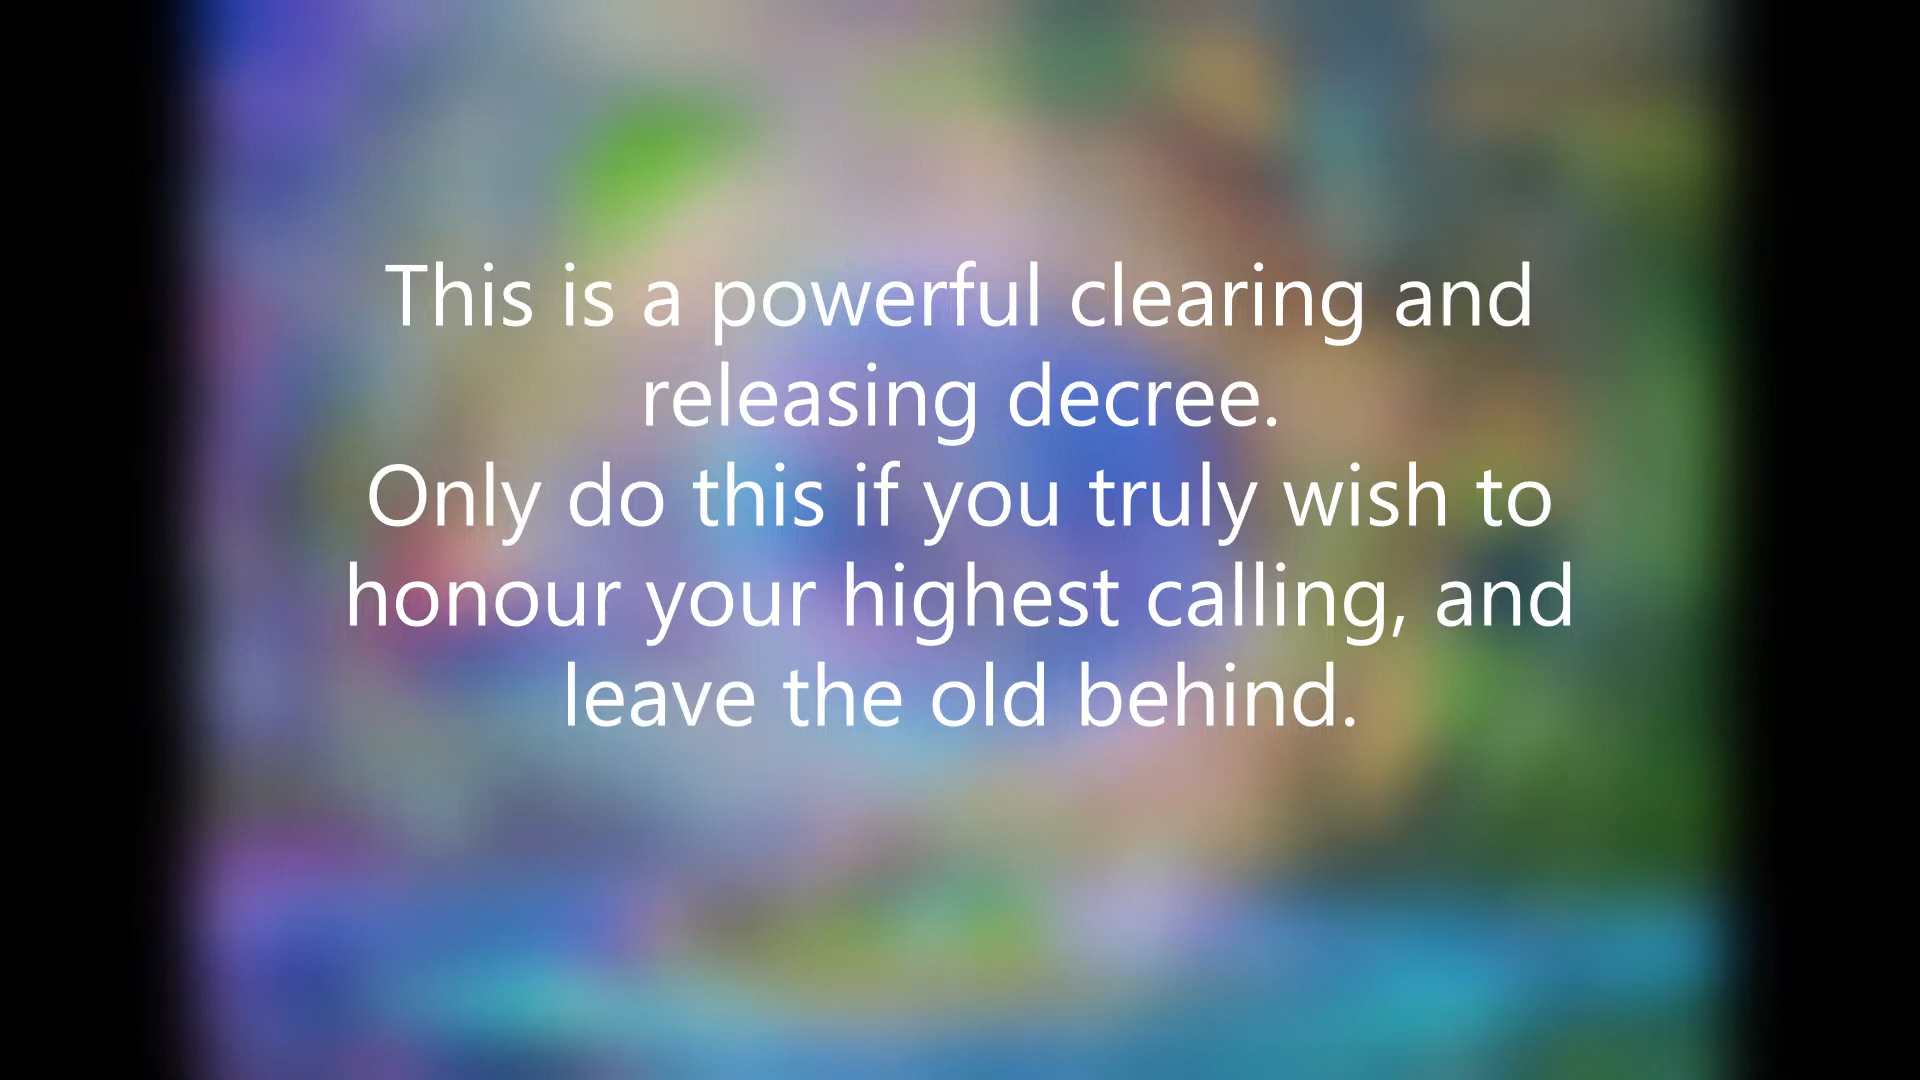 This is a powerful clearing and
releasing decree.
Only do this if you truly wish to
honour your highest calling, and
leave the old behind.